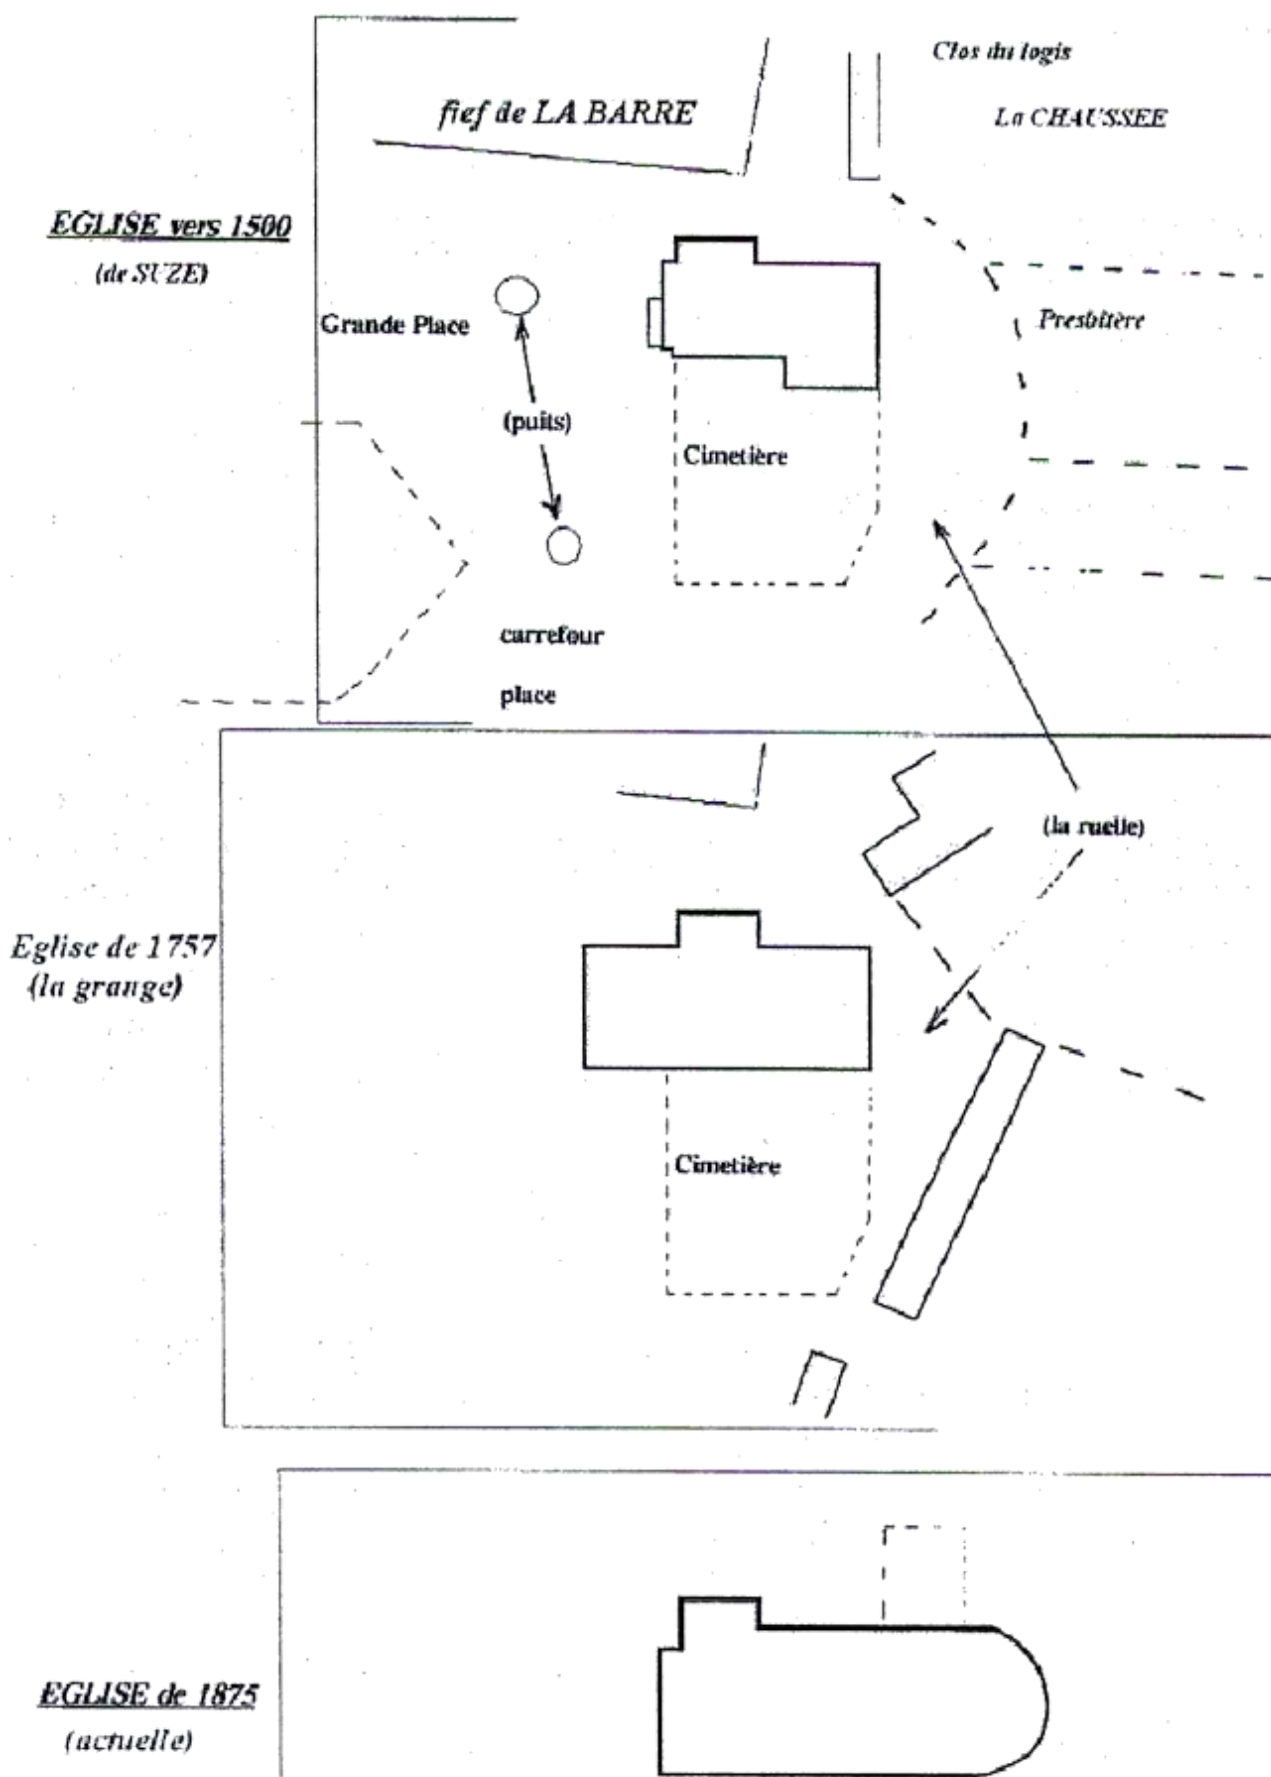 Clos du logis
fief de LA BARRE
La CHAUSSEE
EGLISE vers 1500
(de SUZE)
Grande Place
Presbitère
(puits)
Cimetière
carrefour
place
(la ruelle)
Eglise de 1757
(la grange)
Cimetière
EGLISE de 1875
(actuelle)